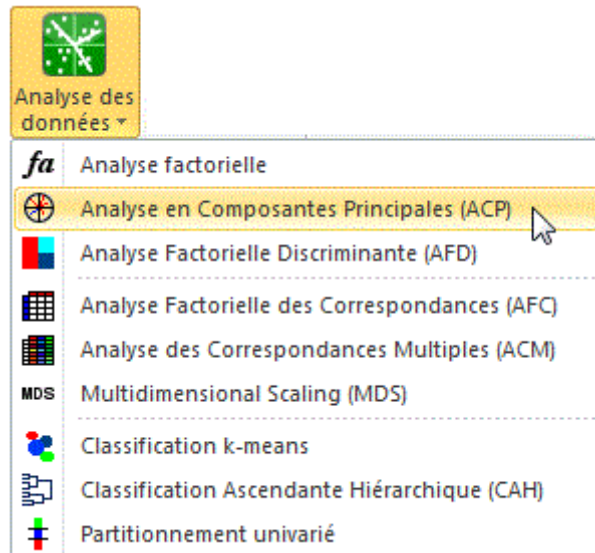 Analyse des
données
fa Analyse factorielle
Analyse en Composantes Principales (ACP)
Analyse Factorielle Discriminante (AFD)
Analyse Factorielle des Correspondances (AFC)
Analyse des Correspondances Multiples (ACM)
MDS Multidimensional Scaling (MDS)
Classification k-means
Classification Ascendante Hiérarchique (CAH)
Partitionnement univarié